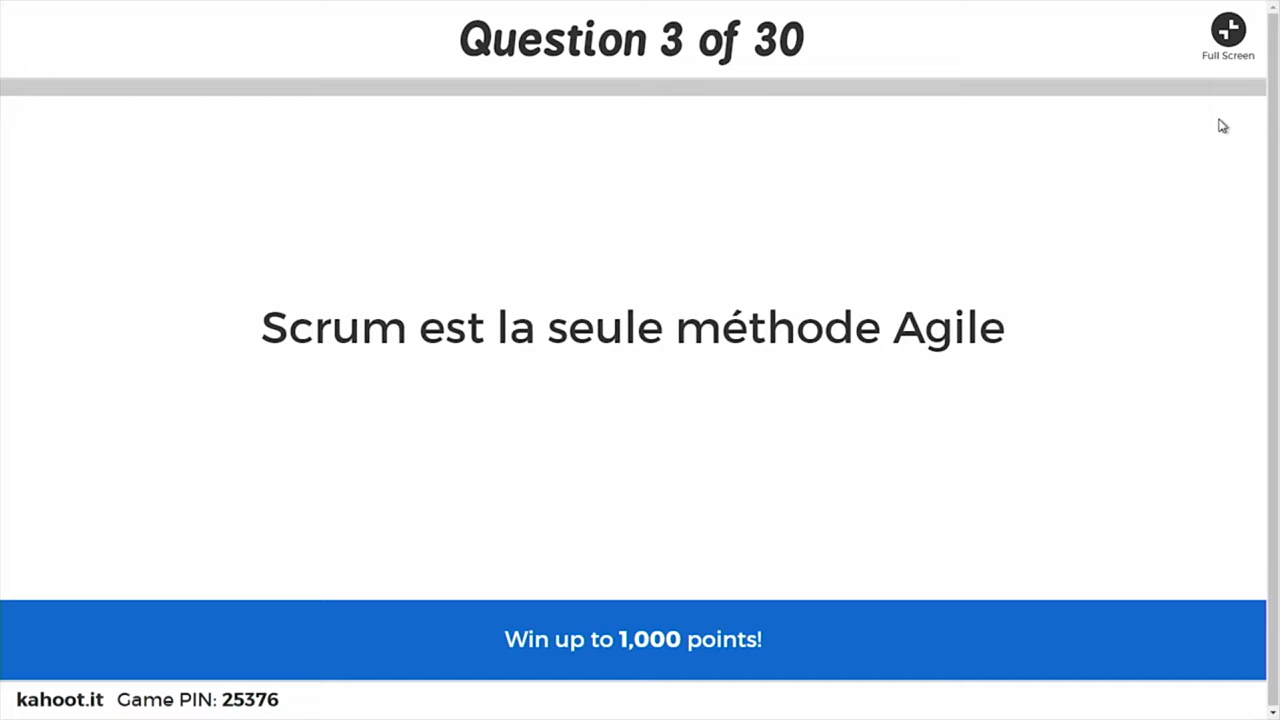 Question 3 of 30
Full Screen
Scrum est la seule méthode Agile
Win up to 1,000 points!
kahoot.it Game PIN: 25376